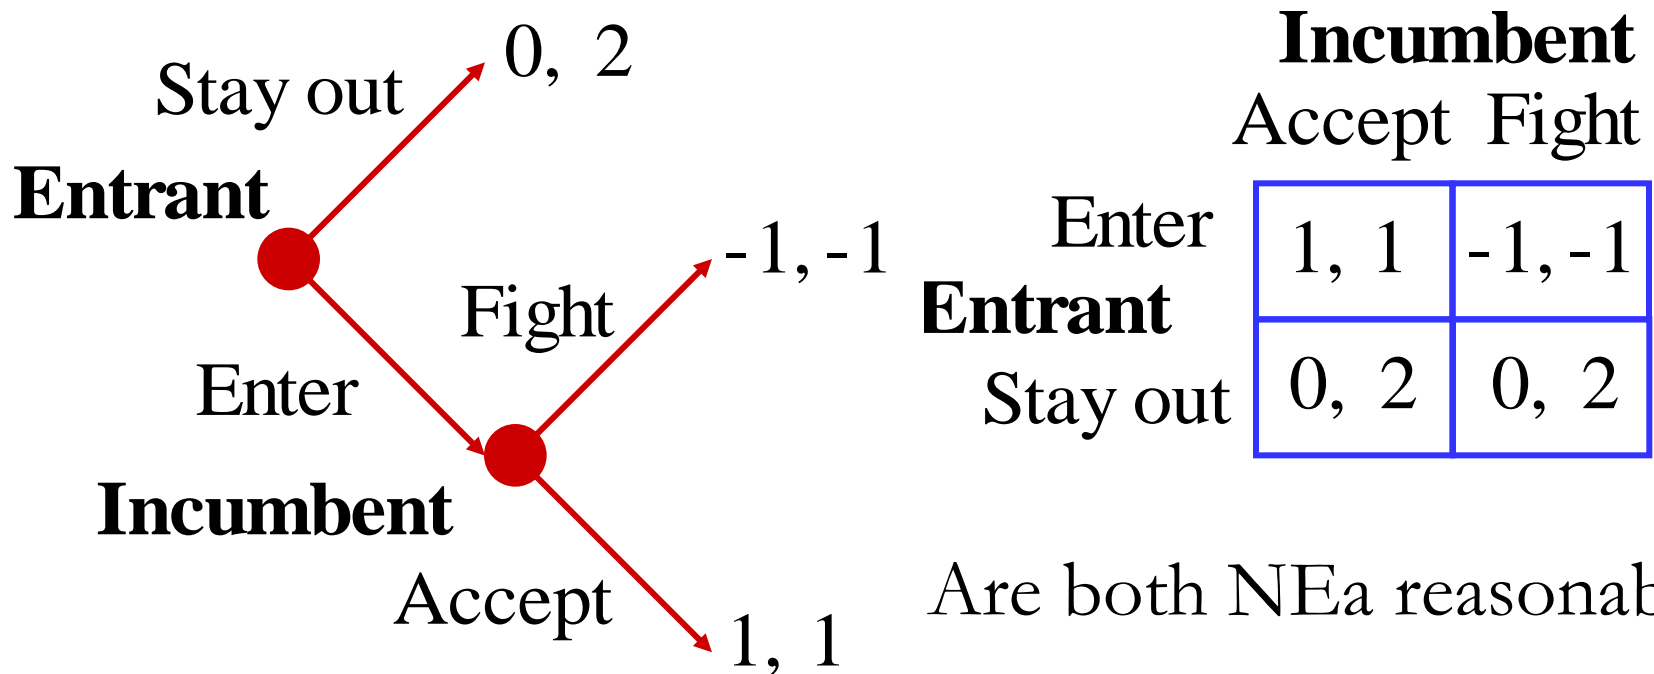 Stay out
0, 2
Entrant
Enter
Fight
-1, -1
Incumbent
Accept
1, 1
Incumbent
Accept Fight
Enter
1, 1
-1, -1
Entrant
Stay out
0, 2
0, 2
Are both NEa